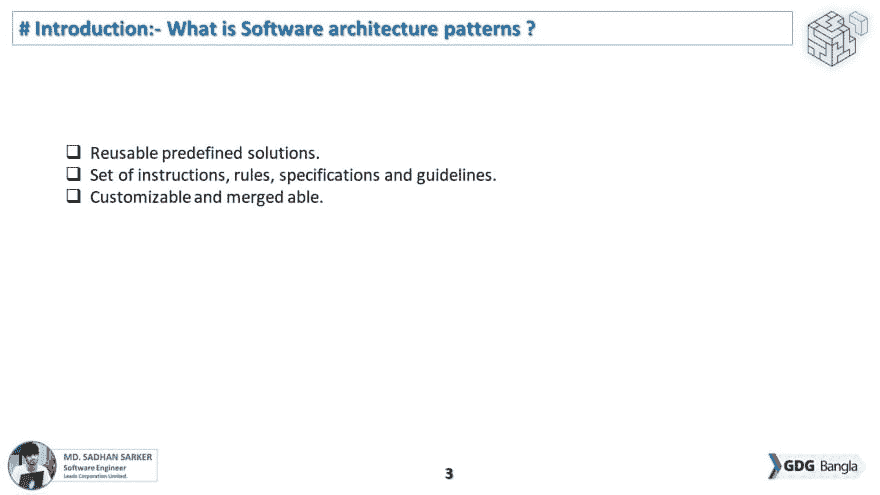 # Introduction:- What is Software architecture patterns ?
Reusable predefined solutions.
Set of instructions, rules, specifications and guidelines.
Customizable and merged able.
MD. SADHAN SARKER
Software Engineer
Leads Corporation Limited.
3
GDG Bangla